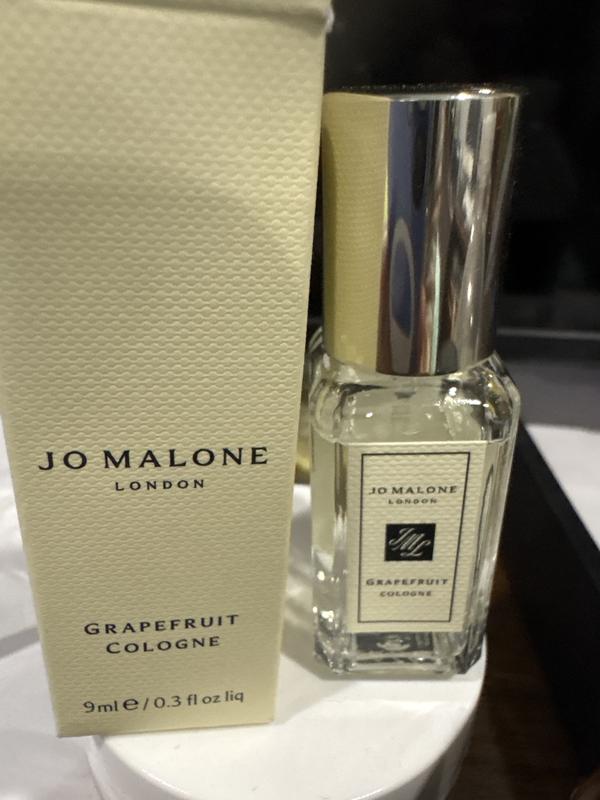 JO MALONE
LONDON
GRAPEFRUIT
COLOGNE
9ml e / 0.3 fl oz liq
JO MALONE
LONDON
JML
GRAPEFRUIT
COLOGNE